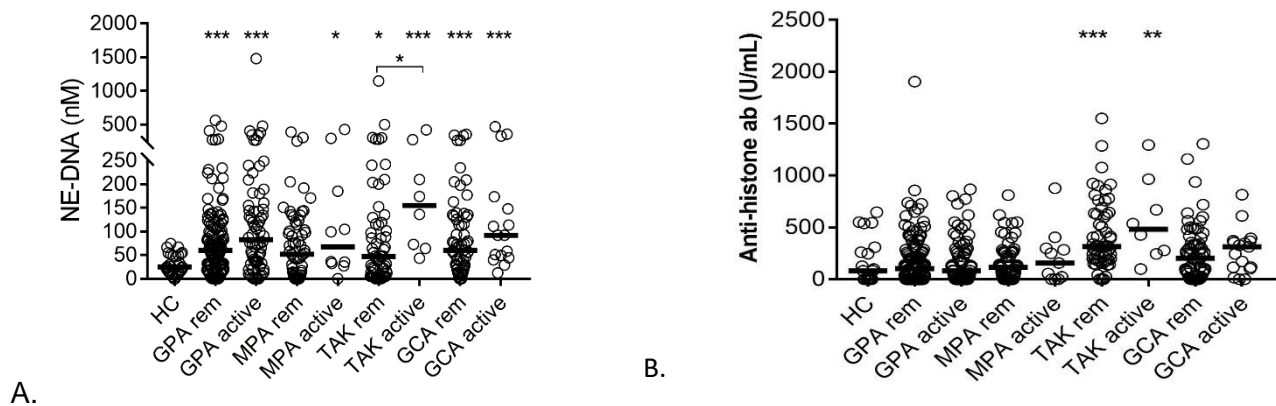 2000
1500
1000
500
250
200
150
100
50
0
NE-DNA (nM)
*** *** * * *** *** ***
*
HC
GPA rem
GPA active
MPA rem
MPA active
TAK rem
TAK active
GCA rem
GCA active
A.
2500
2000
1500
1000
500
0
Anti-histone ab (U/mL)
*** **
HC
GPA rem
GPA active
MPA rem
MPA active
TAK rem
TAK active
GCA rem
GCA active
B.